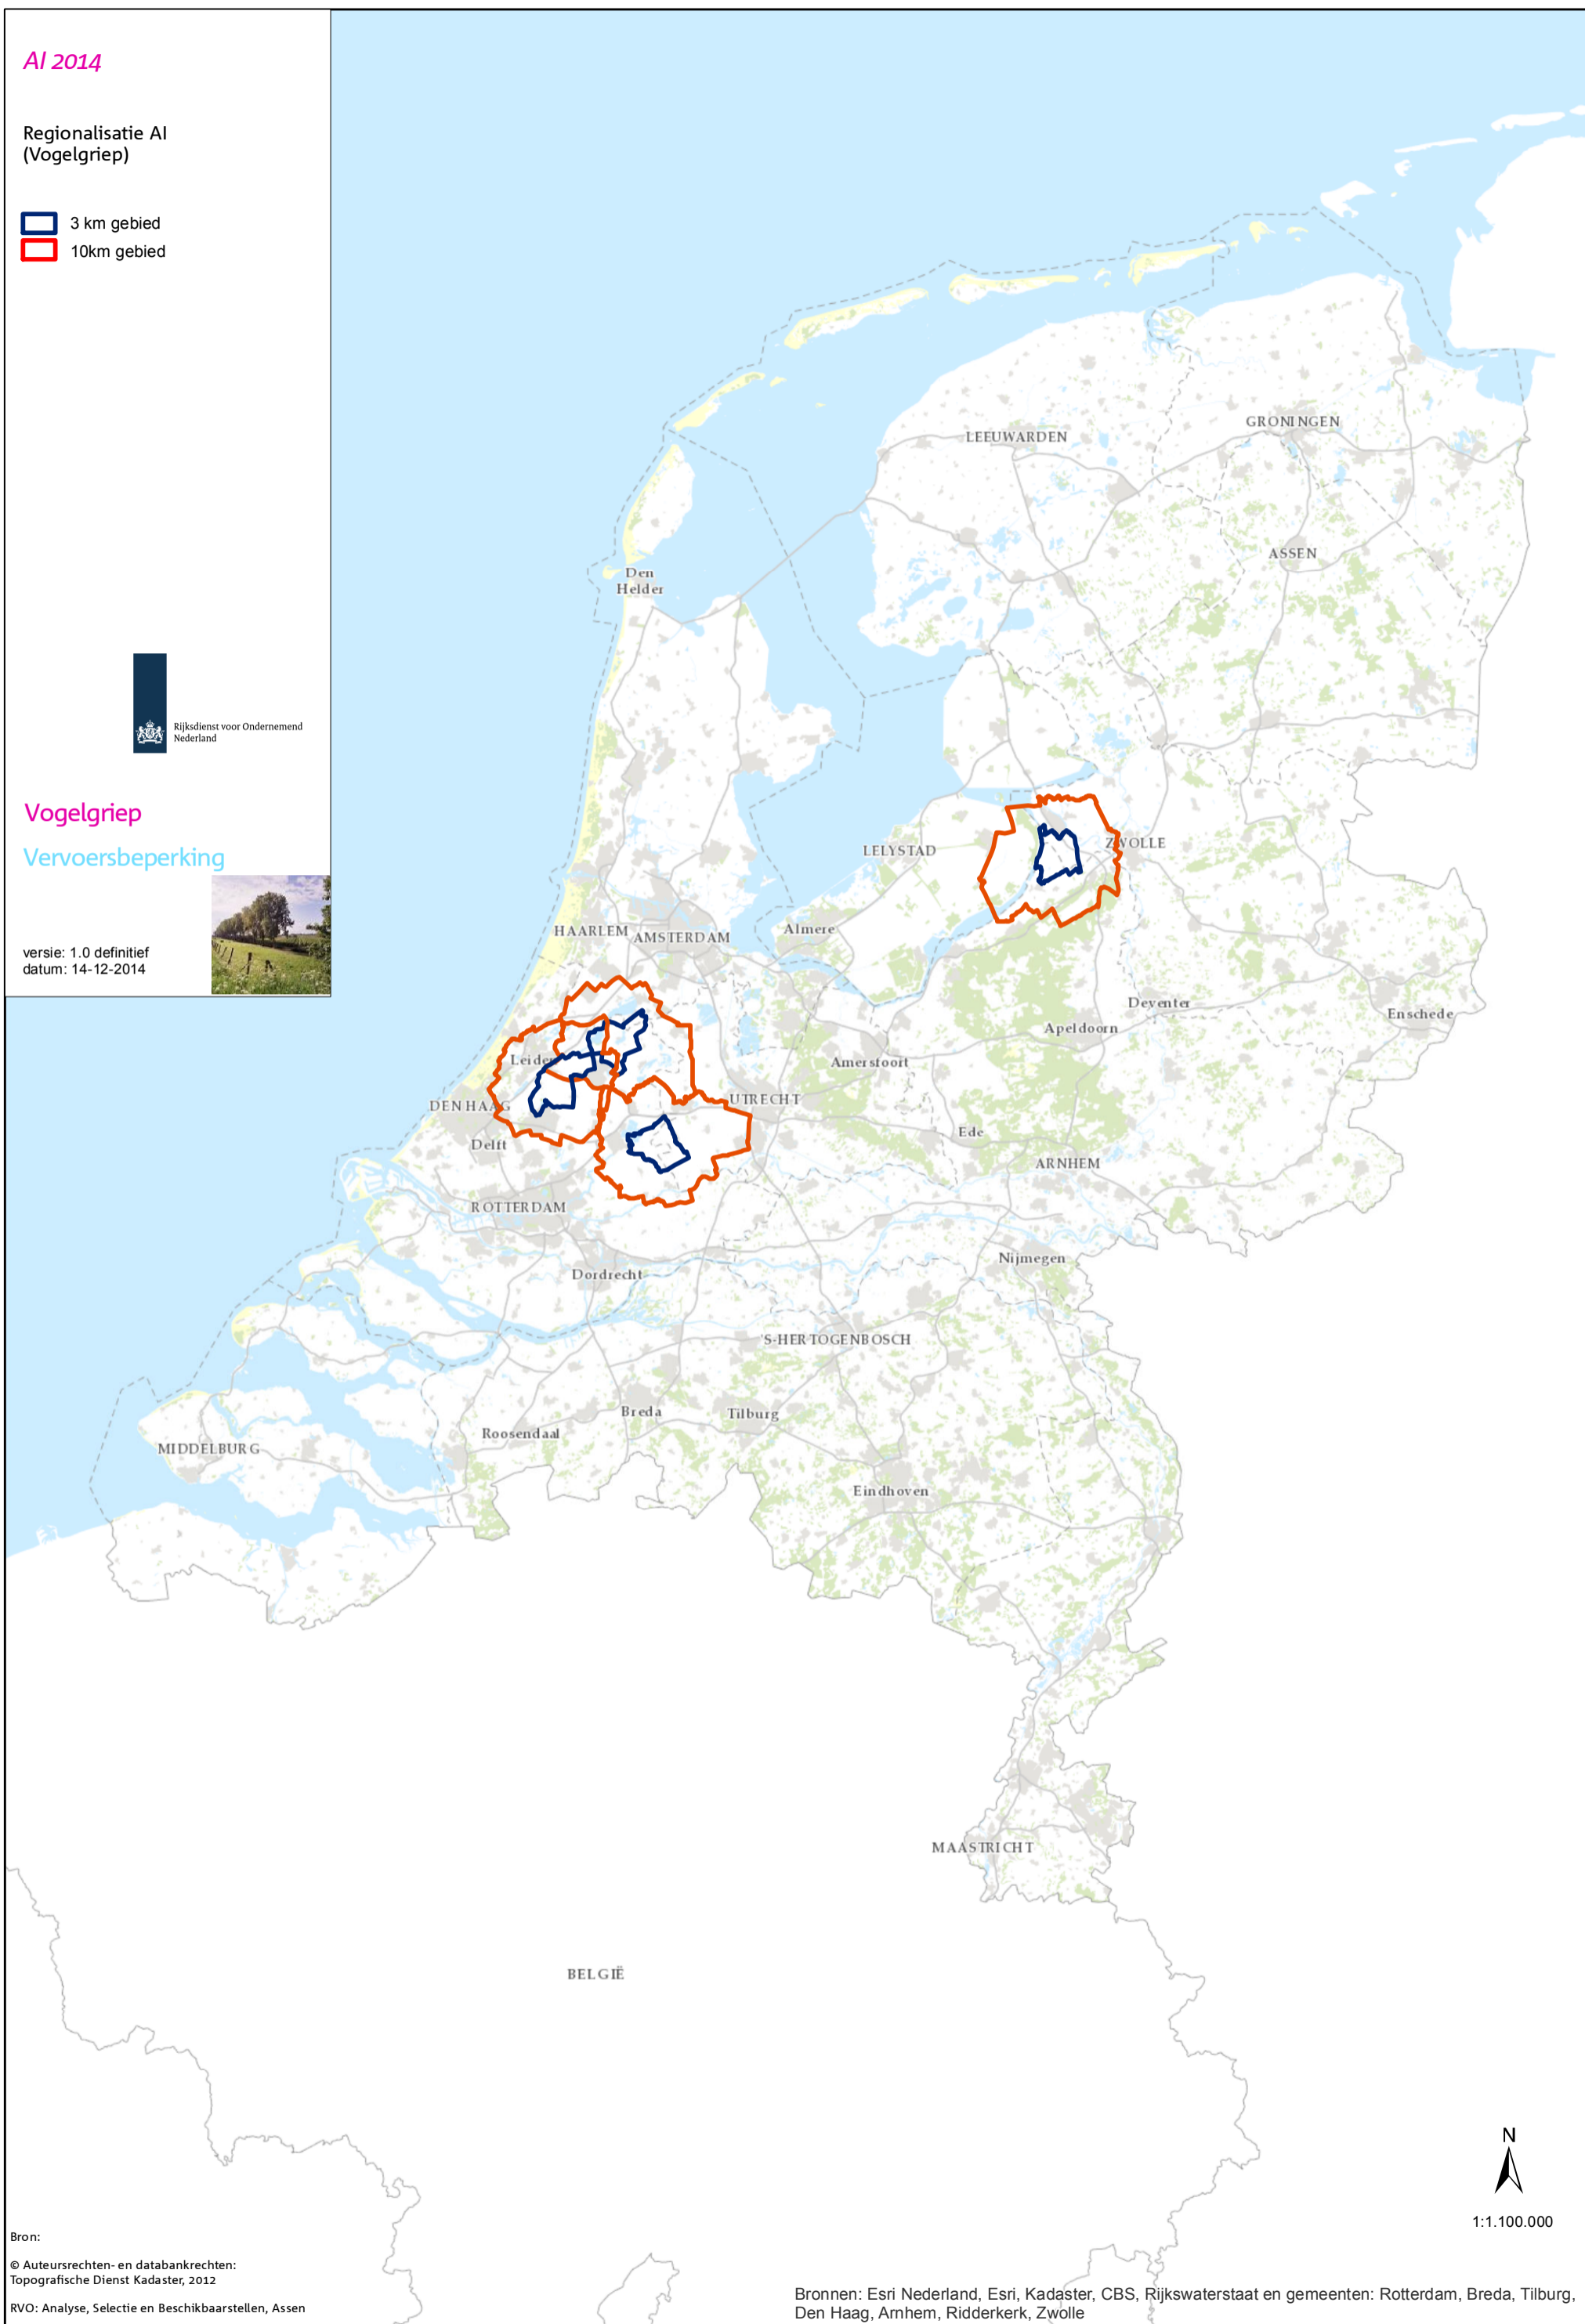 AI 2014
Regionalisatie AI
(Vogelgriep)
3 km gebied
10km gebied
Rijksdienst voor Ondernemend
Nederland
Vogelgriep
Vervoersbeperking
versie: 1.0 definitief
datum: 14-12-2014
LEEUWARDEN
GRONINGEN
ASSEN
Den
Helder
LELYSTAD
ZWOLLE
HAARLEM
AMSTERDAM
Almere
Deventer
Enschede
Apeldoorn
Leiden
Amersfoort
DEN HAAG
UTRECHT
Delft
Ede
ARNHEM
ROTTERDAM
Nijmegen
Dordrecht
'S-HERTOGENBOSCH
Breda
Tilburg
Roosendaal
MIDDELBURG
Eindhoven
MAASTRICHT
BELGIË
N
1:1.100.000
Bron:
© Auteursrechten- en databankrechten:
Topografische Dienst Kadaster, 2012
RVO: Analyse, Selectie en Beschikbaarstellen, Assen
Bronnen: Esri Nederland, Esri, Kadaster, CBS, Rijkswaterstaat en gemeenten: Rotterdam, Breda, Tilburg,
Den Haag, Arnhem, Ridderkerk, Zwolle